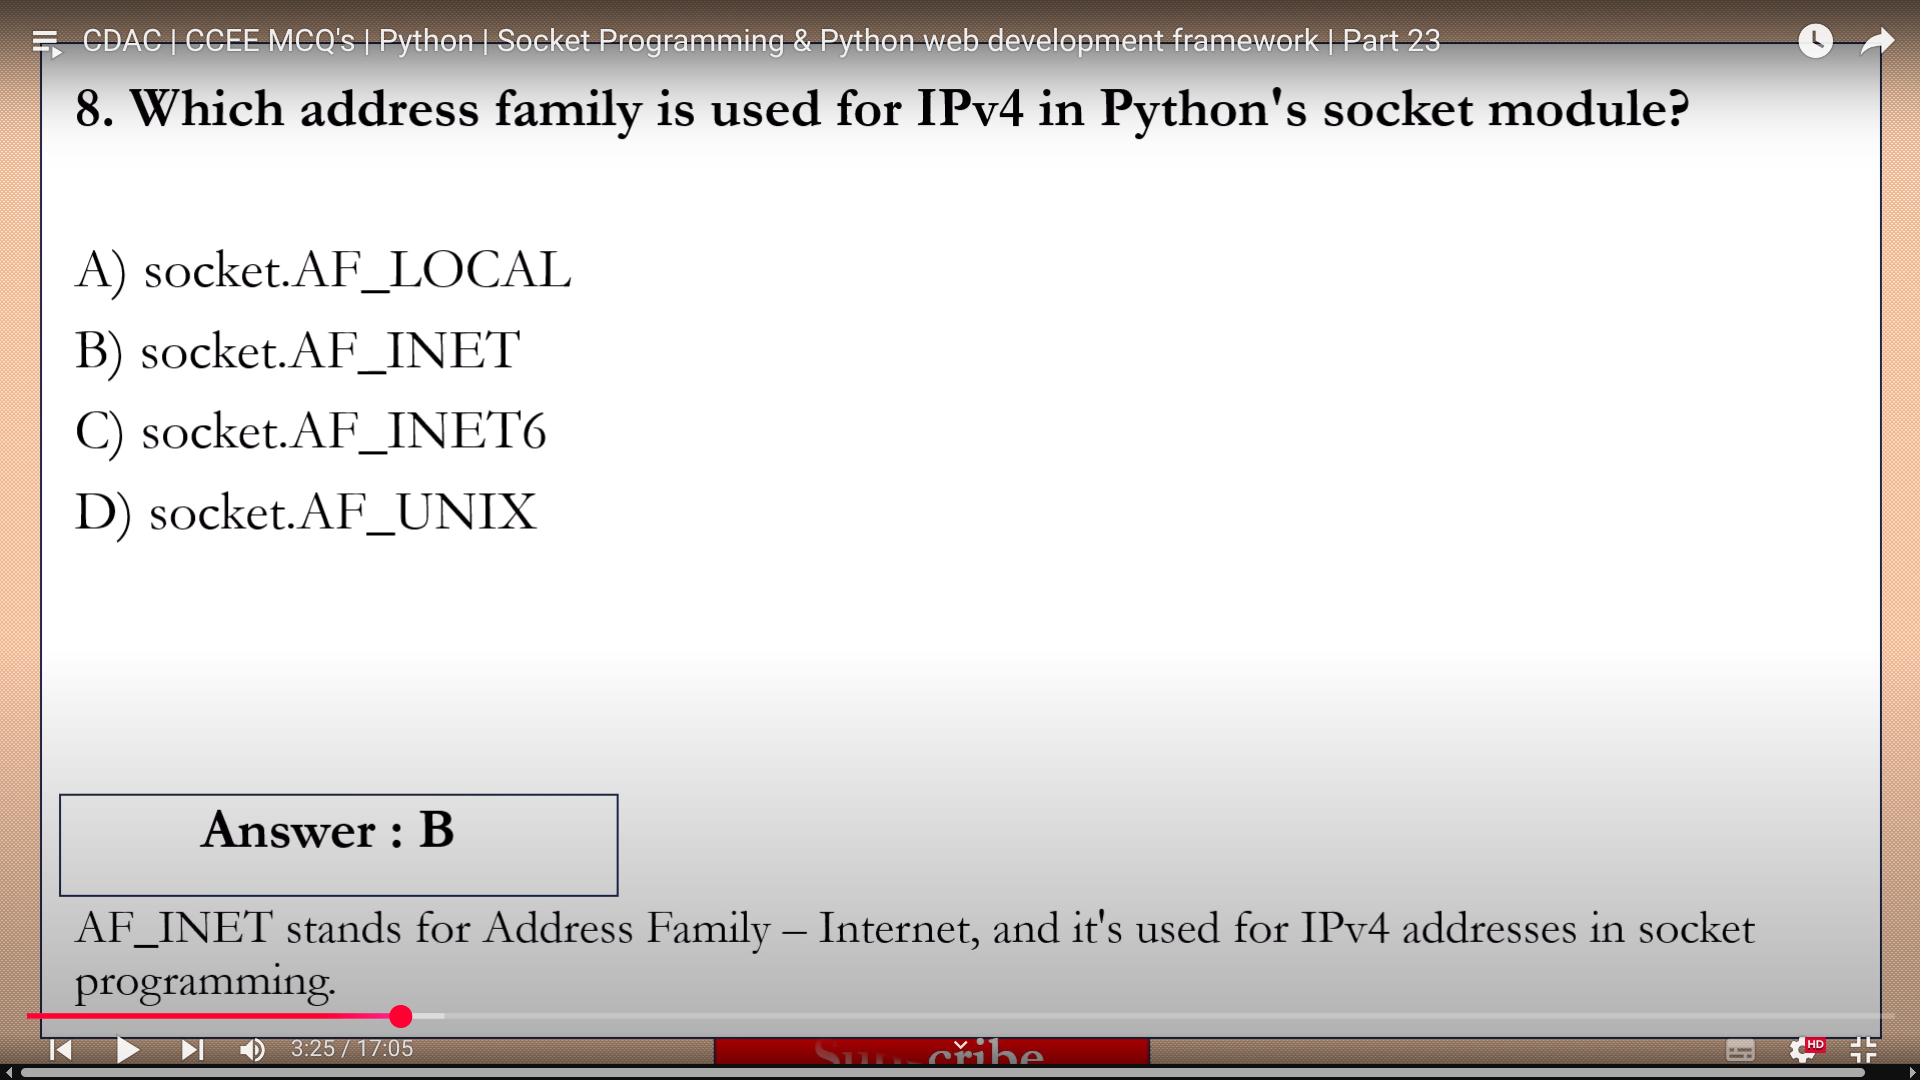 CDAC | CCEE MCQ's | Python | Socket Programming & Python web development framework | Part 23
8. Which address family is used for IPv4 in Python's socket module?
A) socket.AF_LOCAL
B) socket.AF_INET
C) socket.AF_INET6
D) socket.AF_UNIX
Answer : B
AF_INET stands for Address Family – Internet, and it's used for IPv4 addresses in socket
programming.
3:25 / 17:05
Subscribe
HD